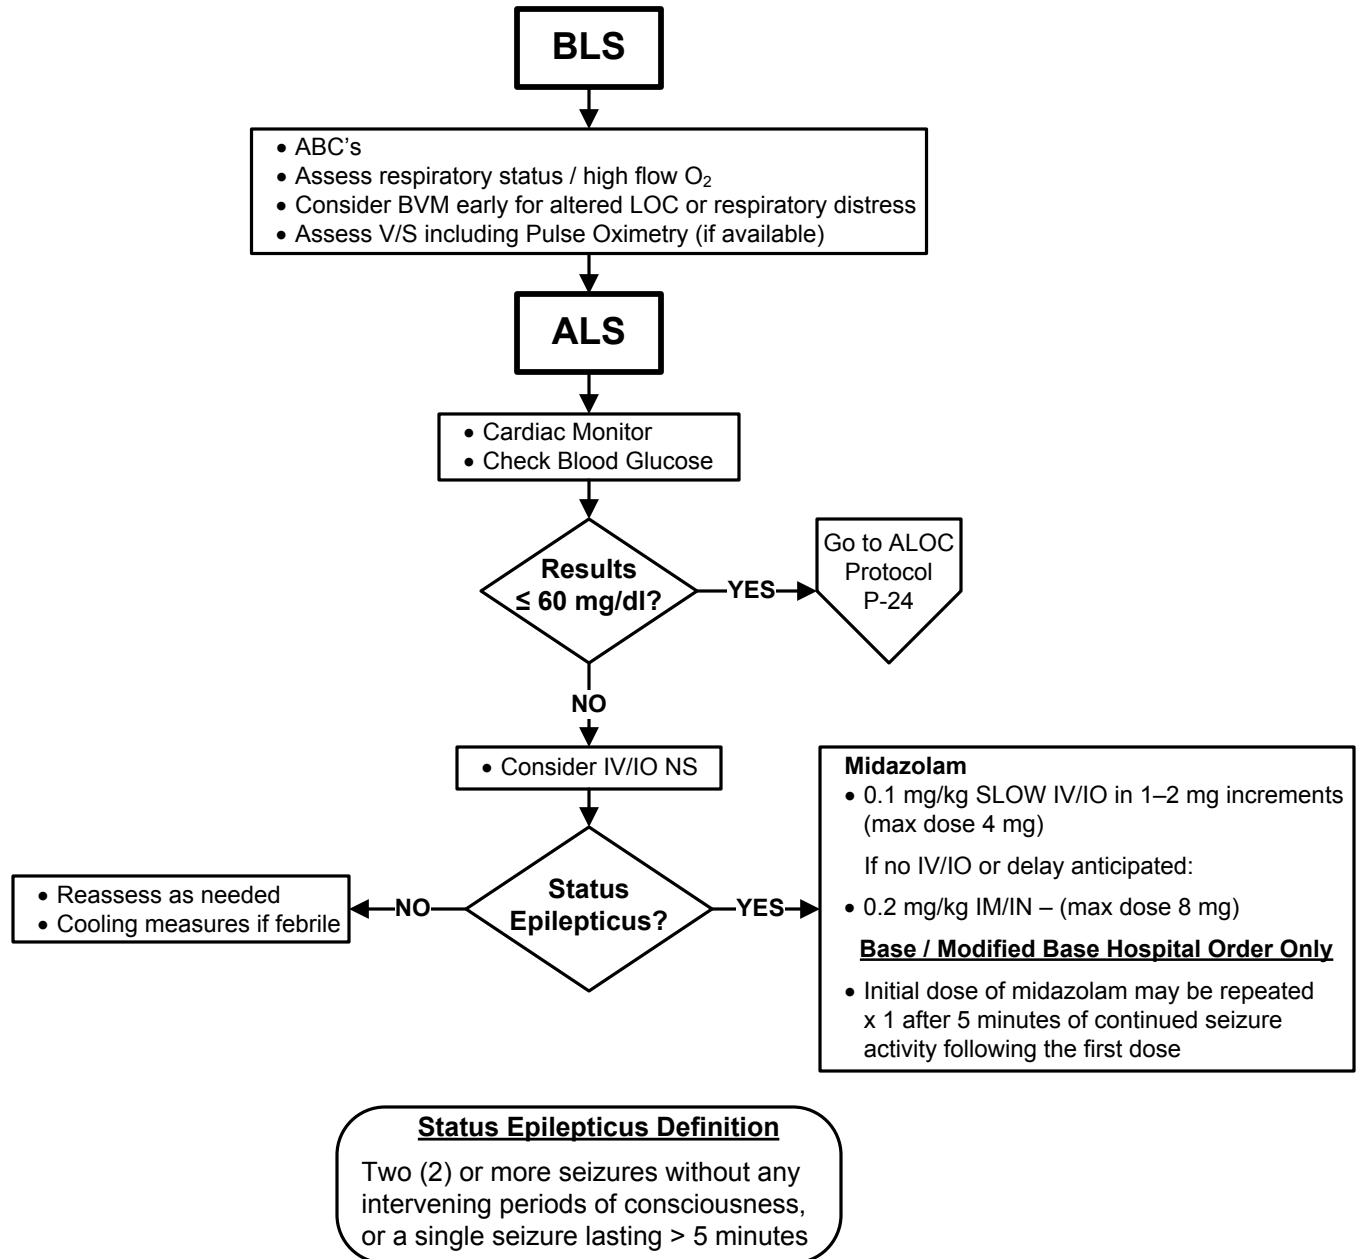 BLS
• ABC’s
• Assess respiratory status / high flow O₂
• Consider BVM early for altered LOC or respiratory distress
• Assess V/S including Pulse Oximetry (if available)
ALS
• Cardiac Monitor
• Check Blood Glucose
Results
≤ 60 mg/dl?
YES
Go to ALOC
Protocol
P-24
NO
• Consider IV/IO NS
Status
Epilepticus?
NO
• Reassess as needed
• Cooling measures if febrile
YES
Midazolam
• 0.1 mg/kg SLOW IV/IO in 1–2 mg increments
(max dose 4 mg)
If no IV/IO or delay anticipated:
• 0.2 mg/kg IM/IN – (max dose 8 mg)
Base / Modified Base Hospital Order Only
• Initial dose of midazolam may be repeated
x 1 after 5 minutes of continued seizure
activity following the first dose
Status Epilepticus Definition
Two (2) or more seizures without any
intervening periods of consciousness,
or a single seizure lasting > 5 minutes